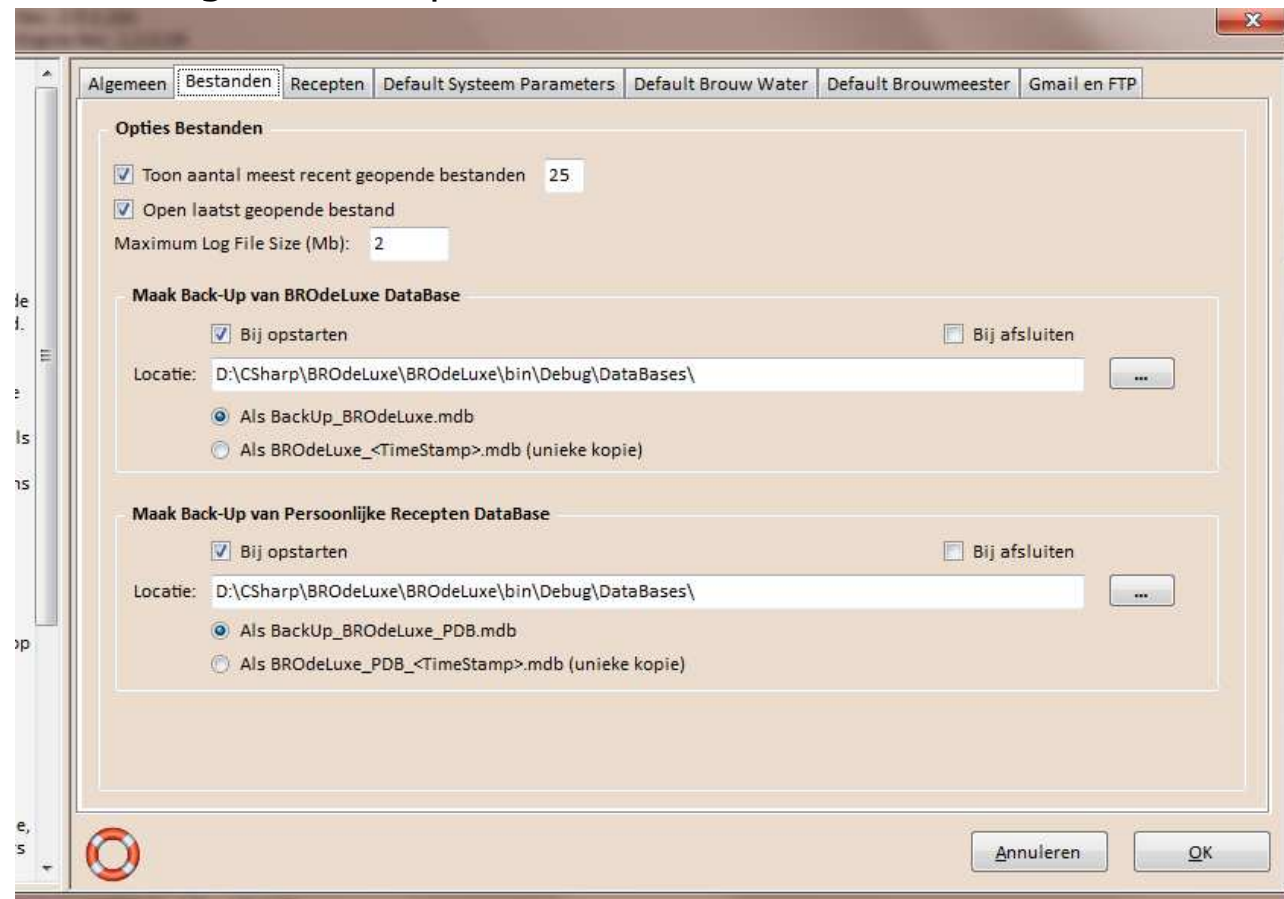 Algemeen Bestanden Recepten Default Systeem Parameters Default Brouw Water Default Brouwmeester Gmail en FTP
Opties Bestanden
Toon aantal meest recent geopende bestanden 25
Open laatst geopende bestand
Maximum Log File Size (Mb): 2
Maak Back-Up van BROdeLuxe DataBase
Bij opstarten Bij afsluiten
Locatie: D:\CSharp\BROdeLuxe\BROdeLuxe\bin\Debug\DataBases\ ...
Als BackUp_BROdeLuxe.mdb
Als BROdeLuxe_<TimeStamp>.mdb (unieke kopie)
Maak Back-Up van Persoonlijke Recepten DataBase
Bij opstarten Bij afsluiten
Locatie: D:\CSharp\BROdeLuxe\BROdeLuxe\bin\Debug\DataBases\ ...
Als BackUp_BROdeLuxe_PDB.mdb
Als BROdeLuxe_PDB_<TimeStamp>.mdb (unieke kopie)
Annuleren OK